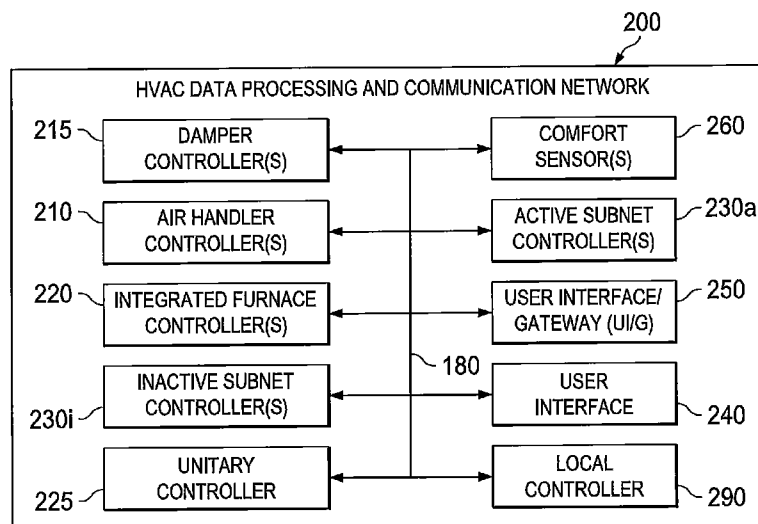 200
HVAC DATA PROCESSING AND COMMUNICATION NETWORK
215
DAMPER
CONTROLLER(S)
COMFORT
SENSOR(S)
260
210
AIR HANDLER
CONTROLLER(S)
ACTIVE SUBNET
CONTROLLER(S)
230a
220
INTEGRATED FURNACE
CONTROLLER(S)
USER INTERFACE/
GATEWAY (UI/G)
250
180
230i
INACTIVE SUBNET
CONTROLLER(S)
USER
INTERFACE
240
225
UNITARY
CONTROLLER
LOCAL
CONTROLLER
290